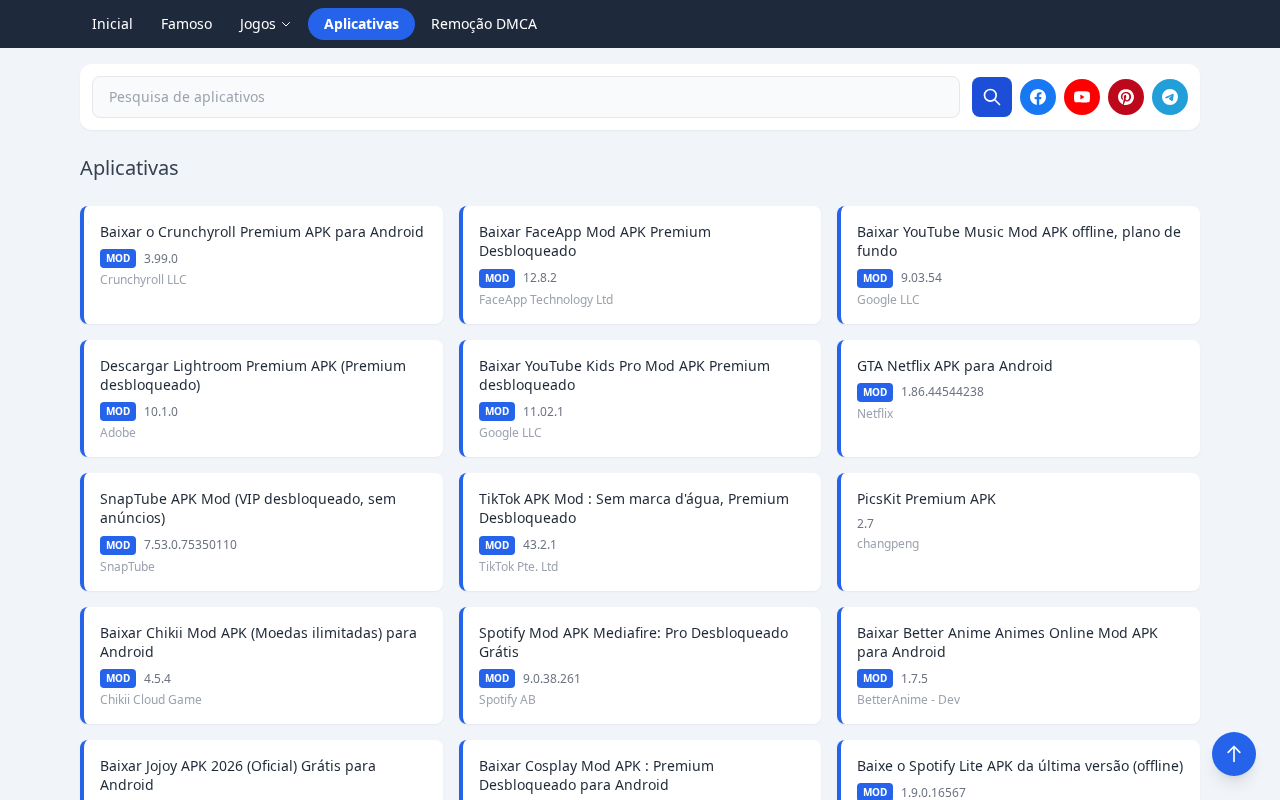 Inicial
Famoso
Jogos
Aplicativas
Remoção DMCA
Pesquisa de aplicativos
Aplicativas
Baixar o Crunchyroll Premium APK para Android
MOD 3.99.0
Crunchyroll LLC
Baixar FaceApp Mod APK Premium
Desbloqueado
MOD 12.8.2
FaceApp Technology Ltd
Baixar YouTube Music Mod APK offline, plano de
fundo
MOD 9.03.54
Google LLC
Descargar Lightroom Premium APK (Premium
desbloqueado)
MOD 10.1.0
Adobe
Baixar YouTube Kids Pro Mod APK Premium
desbloqueado
MOD 11.02.1
Google LLC
GTA Netflix APK para Android
MOD 1.86.44544238
Netflix
SnapTube APK Mod (VIP desbloqueado, sem
anúncios)
MOD 7.53.0.75350110
SnapTube
TikTok APK Mod : Sem marca d'água, Premium
Desbloqueado
MOD 43.2.1
TikTok Pte. Ltd
PicsKit Premium APK
2.7
changpeng
Baixar Chikii Mod APK (Moedas ilimitadas) para
Android
MOD 4.5.4
Chikii Cloud Game
Spotify Mod APK Mediafire: Pro Desbloqueado
Grátis
MOD 9.0.38.261
Spotify AB
Baixar Better Anime Animes Online Mod APK
para Android
MOD 1.7.5
BetterAnime - Dev
Baixar Jojoy APK 2026 (Oficial) Grátis para
Android
Baixar Cosplay Mod APK : Premium
Desbloqueado para Android
Baixe o Spotify Lite APK da última versão (offline)
MOD 1.9.0.16567